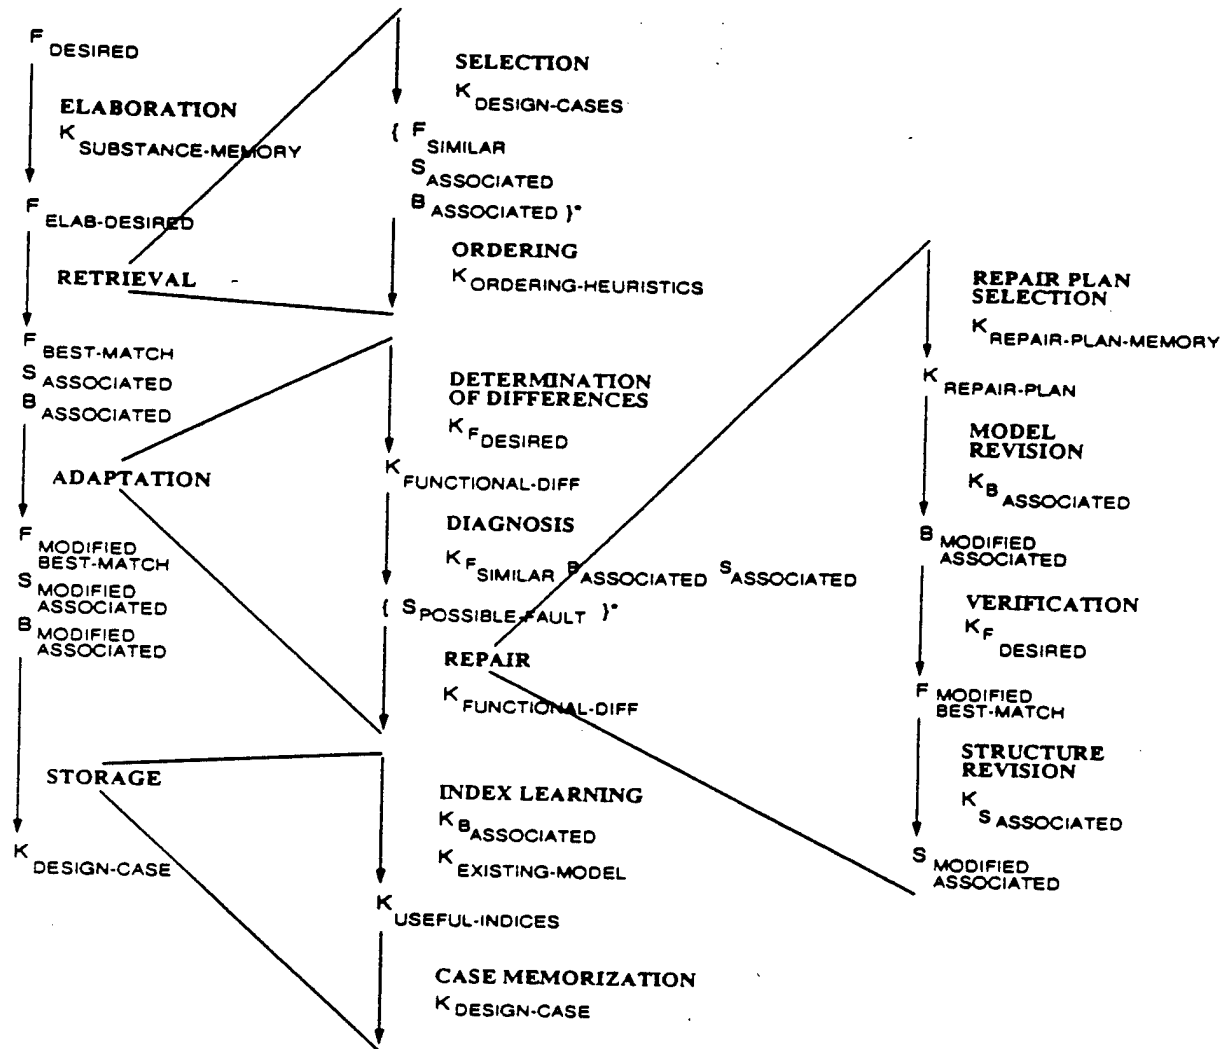 F DESIRED
ELABORATION
K SUBSTANCE-MEMORY
F ELAB-DESIRED
RETRIEVAL
F BEST-MATCH
S ASSOCIATED
B ASSOCIATED
ADAPTATION
F MODIFIED
BEST-MATCH
S MODIFIED
ASSOCIATED
B MODIFIED
ASSOCIATED
STORAGE
K DESIGN-CASE
SELECTION
K DESIGN-CASES
{ F SIMILAR
S ASSOCIATED
B ASSOCIATED }*
ORDERING
K ORDERING-HEURISTICS
DETERMINATION
OF DIFFERENCES
K F DESIRED
K FUNCTIONAL-DIFF
DIAGNOSIS
K F SIMILAR B ASSOCIATED S ASSOCIATED
{ S POSSIBLE-FAULT }*
REPAIR
K FUNCTIONAL-DIFF
INDEX LEARNING
K B ASSOCIATED
K EXISTING-MODEL
K USEFUL-INDICES
CASE MEMORIZATION
K DESIGN-CASE
REPAIR PLAN
SELECTION
K REPAIR-PLAN-MEMORY
K REPAIR-PLAN
MODEL
REVISION
K B ASSOCIATED
B MODIFIED
ASSOCIATED
VERIFICATION
K F DESIRED
F MODIFIED
BEST-MATCH
STRUCTURE
REVISION
K S ASSOCIATED
S MODIFIED
ASSOCIATED